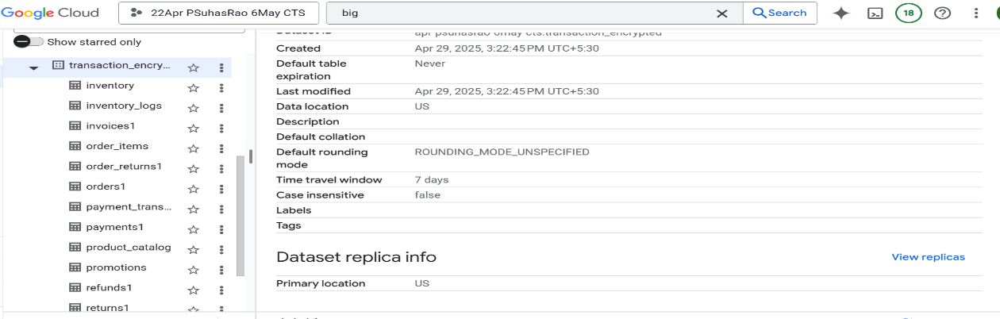 Google Cloud
22Apr PSuhasRao 6May CTS
big
Search
18
Show starred only
transaction_encry...
inventory
inventory_logs
invoices1
order_items
order_returns1
orders1
payment_trans...
payments1
product_catalog
promotions
refunds1
returns1
Dataset ID apr psuhasrao 6may cts.transaction_encrypted
Created Apr 29, 2025, 3:22:45 PM UTC+5:30
Default table
expiration Never
Last modified Apr 29, 2025, 3:22:45 PM UTC+5:30
Data location US
Description
Default collation
Default rounding
mode ROUNDING_MODE_UNSPECIFIED
Time travel window 7 days
Case insensitive false
Labels
Tags
Dataset replica info
View replicas
Primary location US